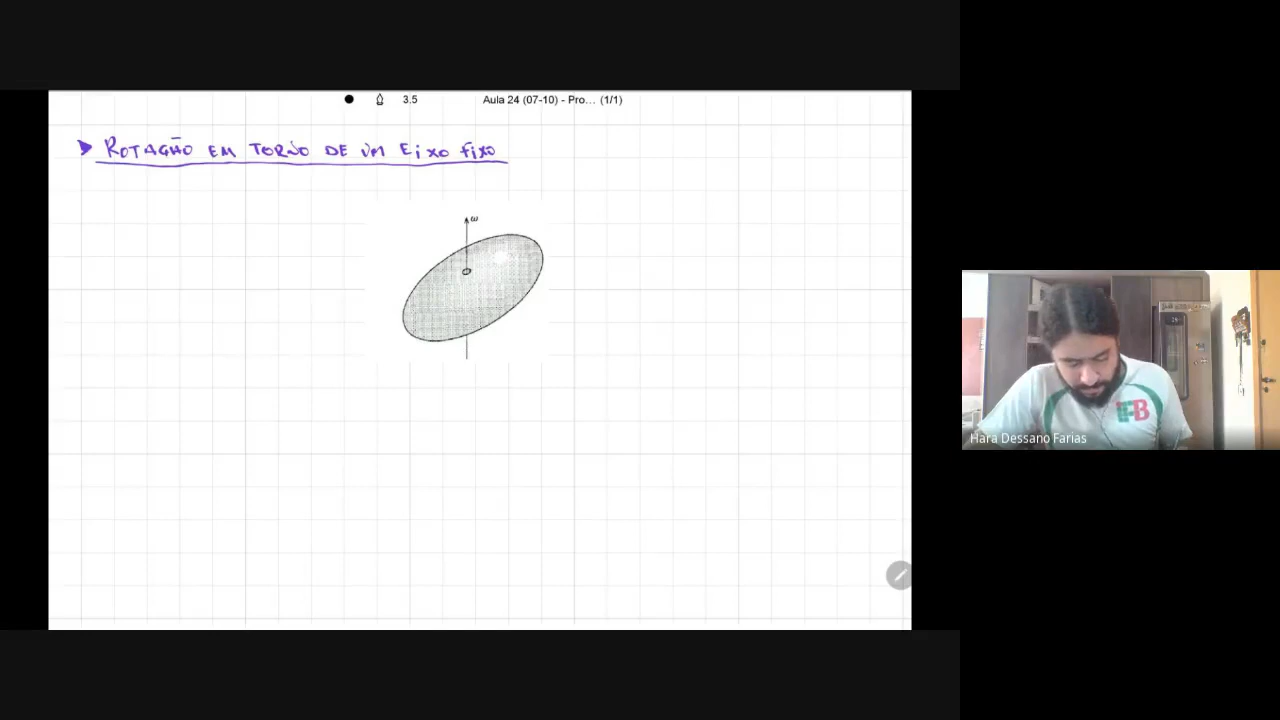 3.5 Aula 24 (07-10) - Pro... (1/1)
ROTAÇÃO EM TORNO DE UM EIXO FIXO
ω
IFB
Hara Dessano Farias